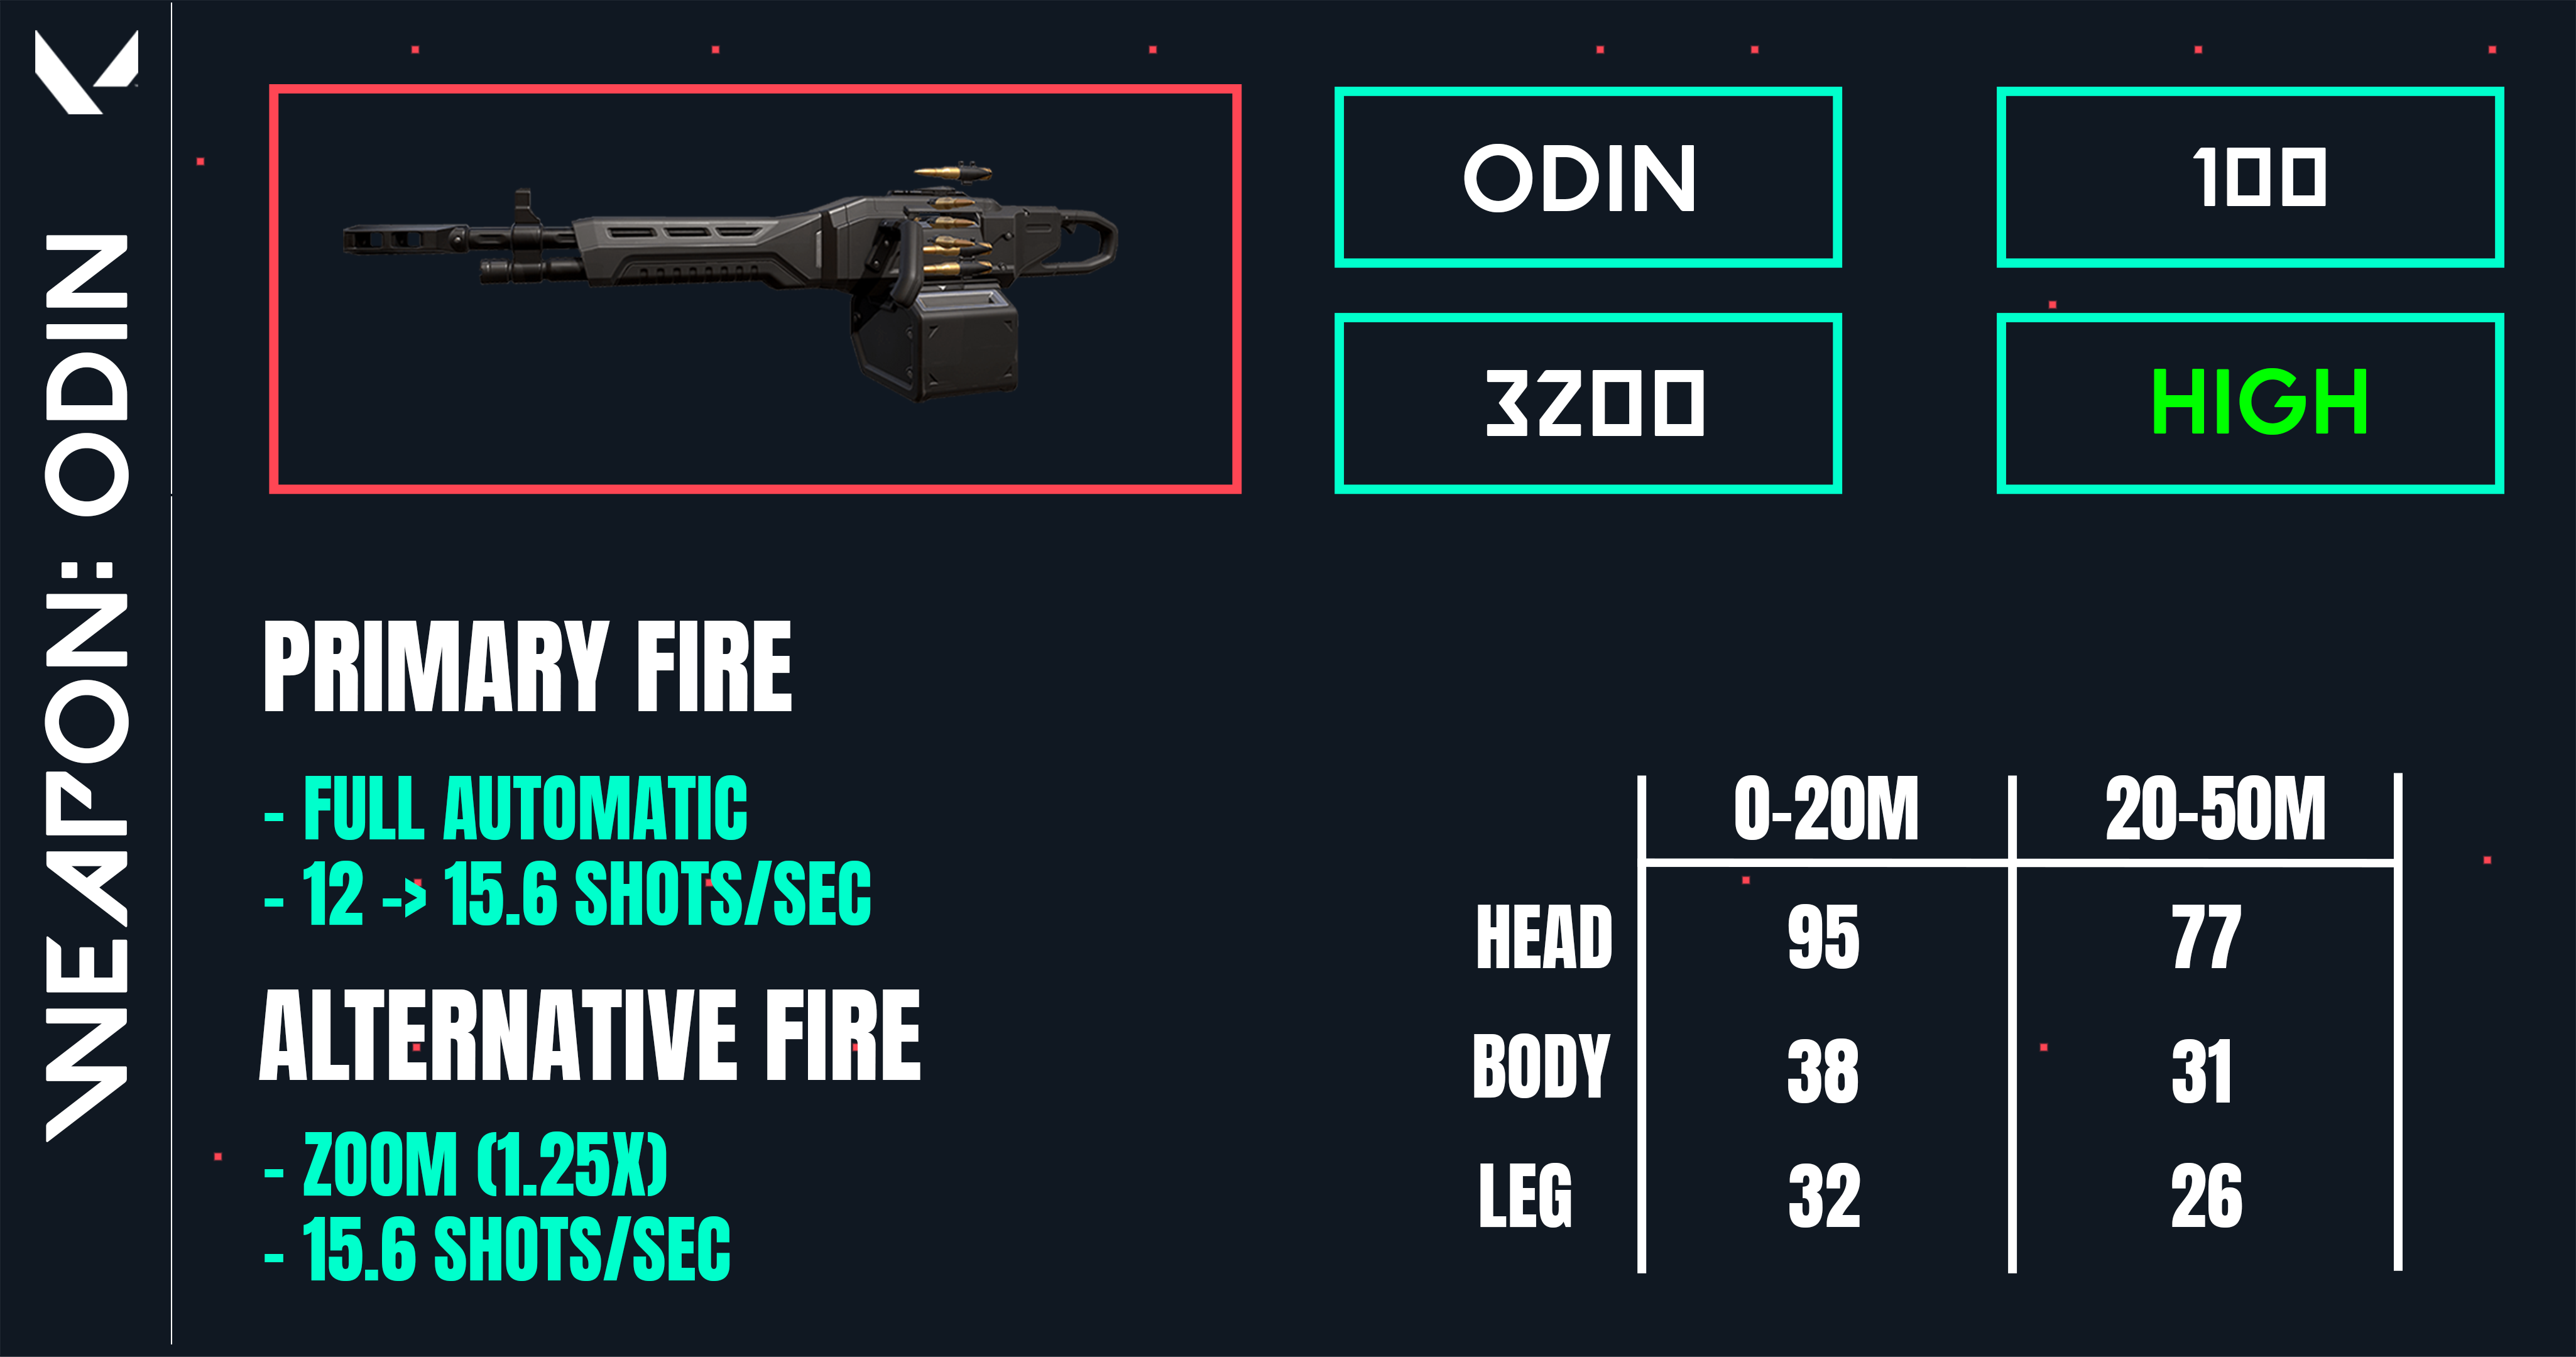 WEAPON: ODIN
ODIN
100
3200
HIGH
PRIMARY FIRE
- FULL AUTOMATIC
- 12 -> 15.6 SHOTS/SEC
ALTERNATIVE FIRE
- ZOOM (1.25X)
- 15.6 SHOTS/SEC
0-20M 20-50M
HEAD 95 77
BODY 38 31
LEG 32 26